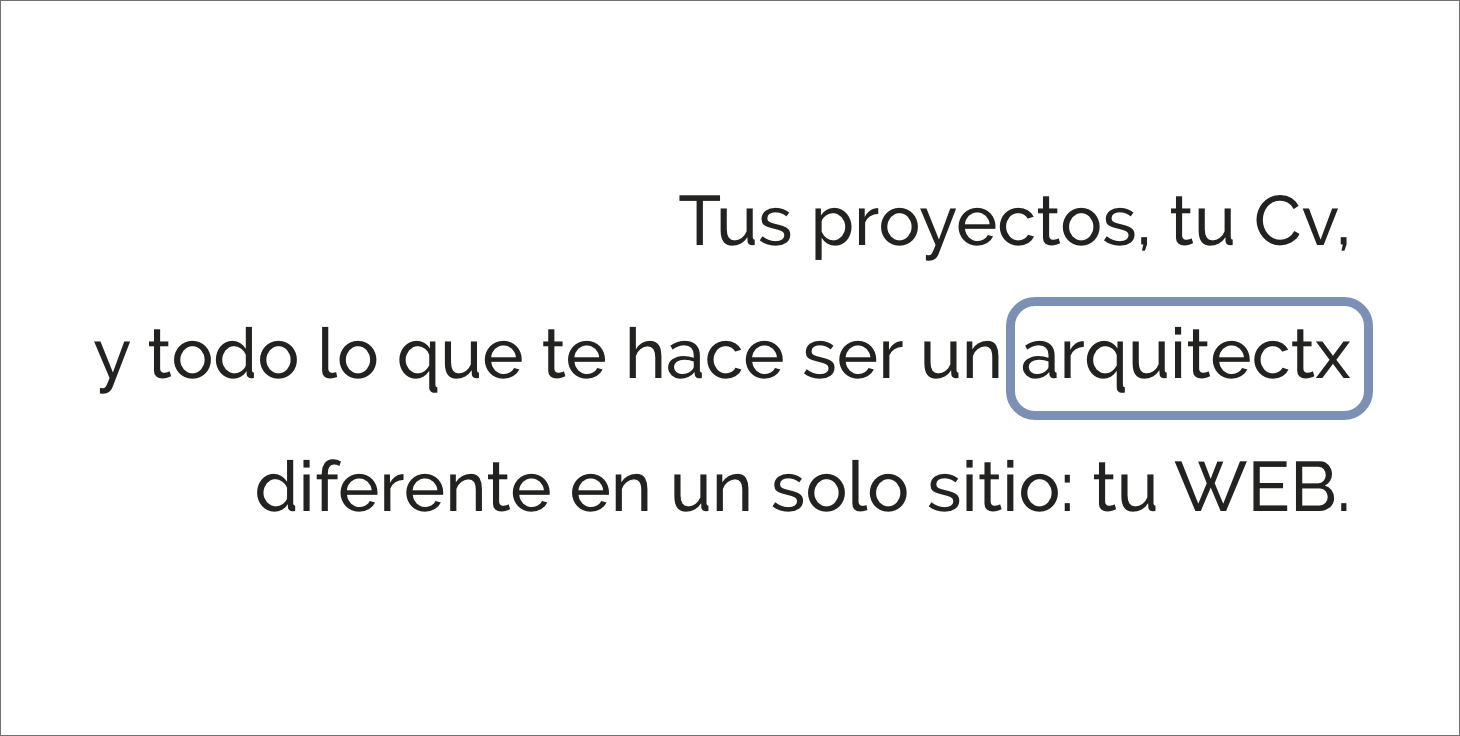 Tus proyectos, tu Cv,
y todo lo que te hace ser un arquitectx
diferente en un solo sitio: tu WEB.